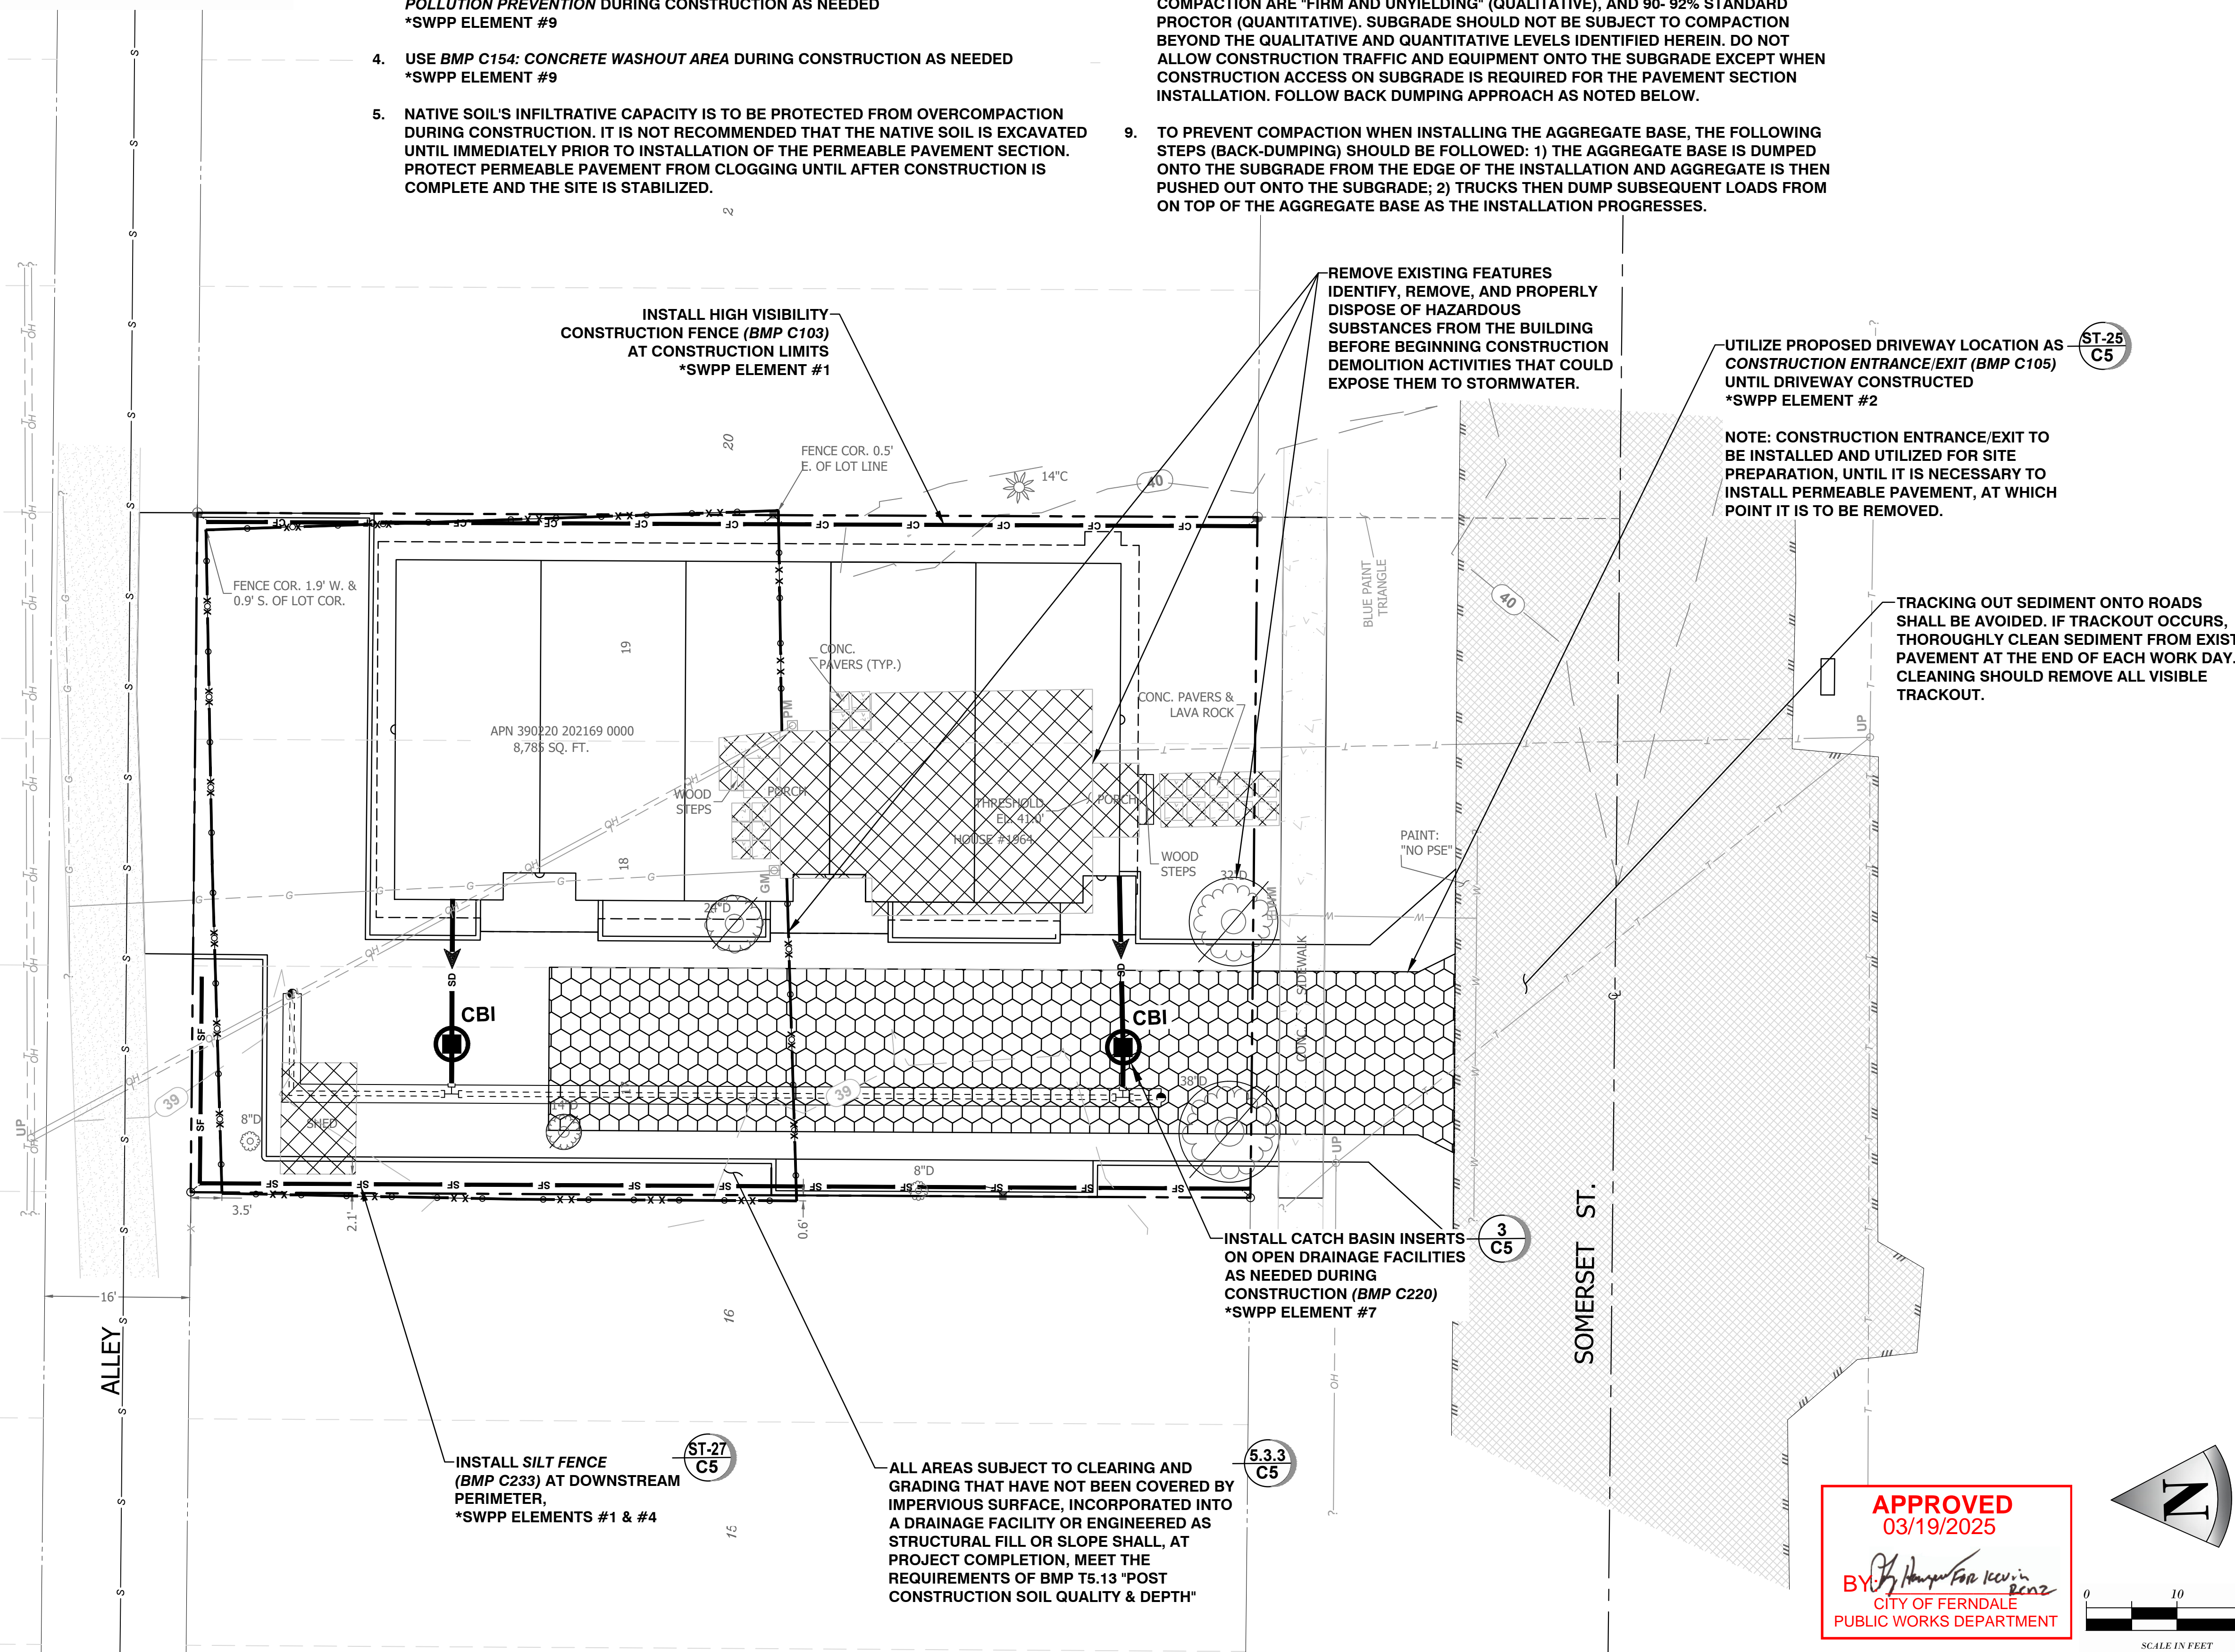 POLLUTION PREVENTION DURING CONSTRUCTION AS NEEDED
*SWPP ELEMENT #9
4. USE BMP C154: CONCRETE WASHOUT AREA DURING CONSTRUCTION AS NEEDED
*SWPP ELEMENT #9
5. NATIVE SOIL'S INFILTRATIVE CAPACITY IS TO BE PROTECTED FROM OVERCOMPACTION
DURING CONSTRUCTION. IT IS NOT RECOMMENDED THAT THE NATIVE SOIL IS EXCAVATED
UNTIL IMMEDIATELY PRIOR TO INSTALLATION OF THE PERMEABLE PAVEMENT SECTION.
PROTECT PERMEABLE PAVEMENT FROM CLOGGING UNTIL AFTER CONSTRUCTION IS
COMPLETE AND THE SITE IS STABILIZED.
COMPACTION ARE "FIRM AND UNYIELDING" (QUALITATIVE), AND 90- 92% STANDARD
PROCTOR (QUANTITATIVE). SUBGRADE SHOULD NOT BE SUBJECT TO COMPACTION
BEYOND THE QUALITATIVE AND QUANTITATIVE LEVELS IDENTIFIED HEREIN. DO NOT
ALLOW CONSTRUCTION TRAFFIC AND EQUIPMENT ONTO THE SUBGRADE EXCEPT WHEN
CONSTRUCTION ACCESS ON SUBGRADE IS REQUIRED FOR THE PAVEMENT SECTION
INSTALLATION. FOLLOW BACK DUMPING APPROACH AS NOTED BELOW.
9. TO PREVENT COMPACTION WHEN INSTALLING THE AGGREGATE BASE, THE FOLLOWING
STEPS (BACK-DUMPING) SHOULD BE FOLLOWED: 1) THE AGGREGATE BASE IS DUMPED
ONTO THE SUBGRADE FROM THE EDGE OF THE INSTALLATION AND AGGREGATE IS THEN
PUSHED OUT ONTO THE SUBGRADE; 2) TRUCKS THEN DUMP SUBSEQUENT LOADS FROM
ON TOP OF THE AGGREGATE BASE AS THE INSTALLATION PROGRESSES.
2
INSTALL HIGH VISIBILITY
CONSTRUCTION FENCE (BMP C103)
AT CONSTRUCTION LIMITS
*SWPP ELEMENT #1
REMOVE EXISTING FEATURES
IDENTIFY, REMOVE, AND PROPERLY
DISPOSE OF HAZARDOUS
SUBSTANCES FROM THE BUILDING
BEFORE BEGINNING CONSTRUCTION
DEMOLITION ACTIVITIES THAT COULD
EXPOSE THEM TO STORMWATER.
UTILIZE PROPOSED DRIVEWAY LOCATION AS
CONSTRUCTION ENTRANCE/EXIT (BMP C105)
UNTIL DRIVEWAY CONSTRUCTED
*SWPP ELEMENT #2
ST-25
C5
NOTE: CONSTRUCTION ENTRANCE/EXIT TO
BE INSTALLED AND UTILIZED FOR SITE
PREPARATION, UNTIL IT IS NECESSARY TO
INSTALL PERMEABLE PAVEMENT, AT WHICH
POINT IT IS TO BE REMOVED.
20
FENCE COR. 0.5'
E. OF LOT LINE
14"C
40
FENCE COR. 1.9' W. &
0.9' S. OF LOT COR.
BLUE PAINT
TRIANGLE
40
TRACKING OUT SEDIMENT ONTO ROADS
SHALL BE AVOIDED. IF TRACKOUT OCCURS,
THOROUGHLY CLEAN SEDIMENT FROM EXIST
PAVEMENT AT THE END OF EACH WORK DAY.
CLEANING SHOULD REMOVE ALL VISIBLE
TRACKOUT.
19
CONC.
PAVERS (TYP.)
CONC. PAVERS &
LAVA ROCK
PM
UP
APN 390220 202169 0000
8,785 SQ. FT.
WOOD
STEPS
PORCH
THRESHOLD
EL. 41.0'
HOUSE #1964
PORCH
WOOD
STEPS
PAINT:
"NO PSE"
18
GM
32"D
WM
CONC. SIDEWALK
CBI
CBI
SD
SD
39
UP
8"D
SHED
14"D
39
38"D
UP
8"D
3.5'
2.1'
0.6'
16'
ALLEY
INSTALL CATCH BASIN INSERTS
ON OPEN DRAINAGE FACILITIES
AS NEEDED DURING
CONSTRUCTION (BMP C220)
*SWPP ELEMENT #7
3
C5
SOMERSET ST.
16
INSTALL SILT FENCE
(BMP C233) AT DOWNSTREAM
PERIMETER,
*SWPP ELEMENTS #1 & #4
ST-27
C5
15
ALL AREAS SUBJECT TO CLEARING AND
GRADING THAT HAVE NOT BEEN COVERED BY
IMPERVIOUS SURFACE, INCORPORATED INTO
A DRAINAGE FACILITY OR ENGINEERED AS
STRUCTURAL FILL OR SLOPE SHALL, AT
PROJECT COMPLETION, MEET THE
REQUIREMENTS OF BMP T5.13 "POST
CONSTRUCTION SOIL QUALITY & DEPTH"
5.3.3
C5
APPROVED
03/19/2025
BY: For Kevin Renz
CITY OF FERNDALE
PUBLIC WORKS DEPARTMENT
N
0 10
SCALE IN FEET